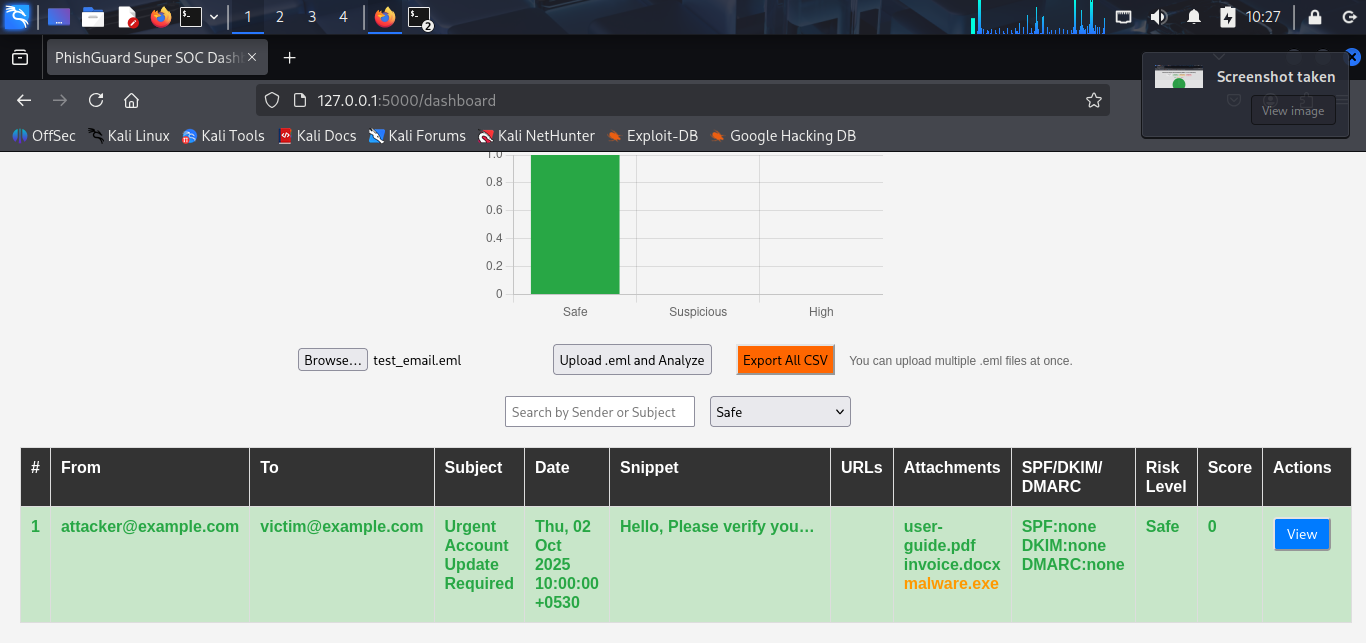 1 2 3 4 2 10:27
PhishGuard Super SOC Dash
Screenshot taken
View image
127.0.0.1:5000/dashboard
OffSec Kali Linux Kali Tools Kali Docs Kali Forums Kali NetHunter Exploit-DB Google Hacking DB
1.0
0.8
0.6
0.4
0.2
0
Safe Suspicious High
Browse... test_email.eml Upload .eml and Analyze Export All CSV You can upload multiple .eml files at once.
Search by Sender or Subject Safe
# From To Subject Date Snippet URLs Attachments SPF/DKIM/ Risk Score Actions
DMARC Level
1 attacker@example.com victim@example.com Urgent Thu, 02 Hello, Please verify you... user- SPF:none Safe 0 View
Account Oct guide.pdf DKIM:none
Update 2025 invoice.docx DMARC:none
Required 10:00:00 malware.exe
+0530